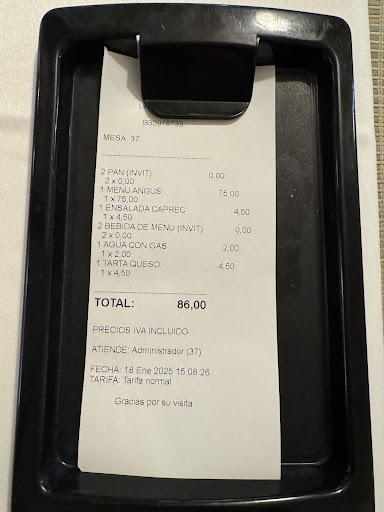 B30916738
MESA: 37
2 PAN (INVIT) 0,00
2 x 0,00
1 MENU ANGUS 75,00
1 x 75,00
1 ENSALADA CAPREC 4,50
1 x 4,50
2 BEBIDA DE MENU (INVIT) 0,00
2 x 0,00
1 AGUA CON GAS 2,00
1 x 2,00
1 TARTA QUESO 4,50
1 x 4,50
TOTAL: 86,00
PRECIOS IVA INCLUIDO
ATIENDE: Administrador (37)
FECHA: 18 Ene 2025 15:08:26
TARIFA: Tarifa normal
Gracias por su visita